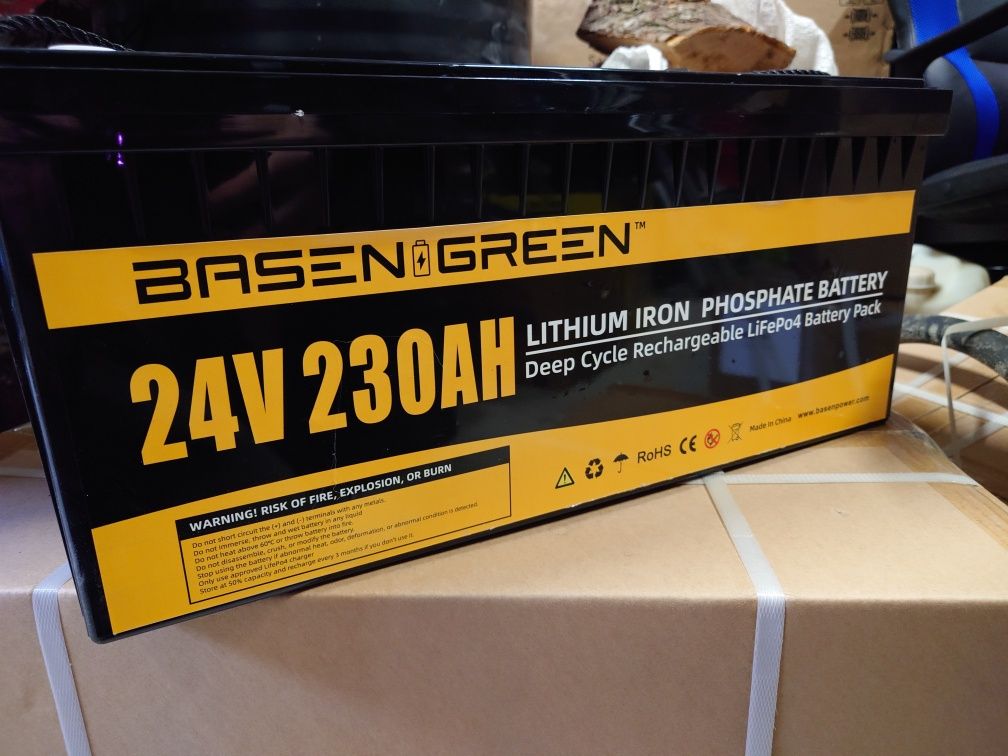 BASEN GREEN™
24V 230AH
LITHIUM IRON PHOSPHATE BATTERY
Deep Cycle Rechargeable LiFePo4 Battery Pack
WARNING! RISK OF FIRE, EXPLOSION, OR BURN
Do not short circuit the (+) and (-) terminals with any metals.
Do not immerse, throw and wet battery in any liquid
Do not heat above 60°C or throw battery into fire.
Do not disassemble, crush, or modify the battery.
Stop using the battery if abnormal heat, odor, deformation, or abnormal condition is detected.
Only use approved LifePo4 charger
Store at 50% capacity and recharge every 3 months if you don't use it.
RoHS CE Made In China www.basenpower.com